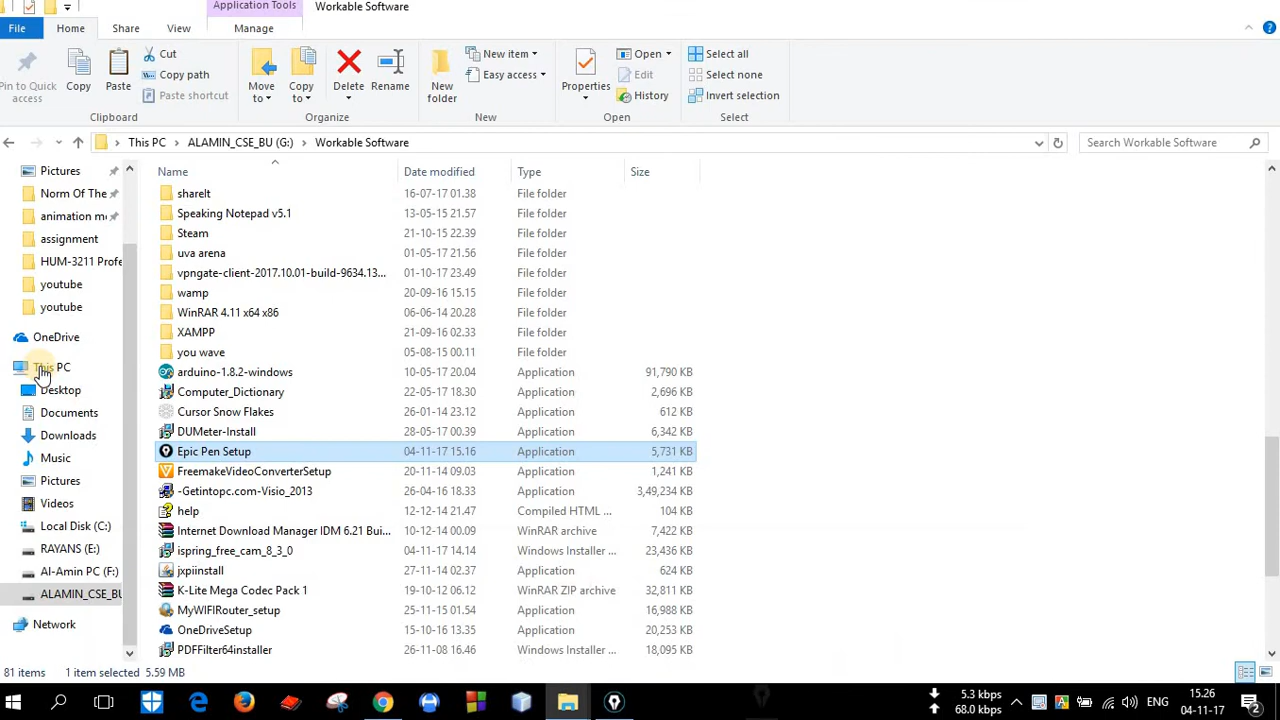 Application Tools Workable Software
File Home Share View Manage
Pin to Quick access
Copy
Paste
Cut
Copy path
Paste shortcut
Clipboard
Move to
Copy to
Delete
Rename
Organize
New folder
New item
Easy access
New
Properties
Open
Edit
History
Open
Select all
Select none
Invert selection
Select
This PC ALAMIN_CSE_BU (G:) Workable Software
Search Workable Software
Pictures
Norm Of The
animation
assignment
HUM-3211
youtube
youtube
OneDrive
This PC
Desktop
Documents
Downloads
Music
Pictures
Videos
Local Disk (C:)
RAYANS (E:)
Al-Amin PC (F:)
ALAMIN_CSE_BU
Network
Name Date modified Type Size
shareIt 16-07-17 01.38 File folder
Speaking Notepad v5.1 13-05-15 21.57 File folder
Steam 21-10-15 22.39 File folder
uva arena 01-05-17 21.56 File folder
vpngate-client-2017.10.01-build-9634.13... 01-10-17 23.49 File folder
wamp 20-09-16 15.15 File folder
WinRAR 4.11 x64 x86 06-06-14 20.28 File folder
XAMPP 21-09-16 02.33 File folder
you wave 05-08-15 00.11 File folder
arduino-1.8.2-windows 10-05-17 20.04 Application 91,790 KB
Computer_Dictionary 22-05-17 18.30 Application 2,696 KB
Cursor Snow Flakes 26-01-14 23.12 Application 612 KB
DUMeter-Install 28-05-17 00.39 Application 6,342 KB
Epic Pen Setup 04-11-17 15.16 Application 5,731 KB
FreemakeVideoConverterSetup 20-11-14 09.03 Application 1,241 KB
-Getintopc.com-Visio_2013 26-04-16 18.33 Application 3,49,234 KB
help 12-12-14 21.47 Compiled HTML ... 104 KB
Internet Download Manager IDM 6.21 Bui... 10-12-14 00.09 WinRAR archive 7,422 KB
ispring_free_cam_8_3_0 04-11-17 14.14 Windows Installer ... 23,436 KB
jxpiinstall 27-11-14 02.37 Application 624 KB
K-Lite Mega Codec Pack 1 19-10-12 06.12 WinRAR ZIP archive 32,811 KB
MyWIFIRouter_setup 25-11-15 01.54 Application 16,988 KB
OneDriveSetup 15-10-16 13.35 Application 20,253 KB
PDFFilter64installer 26-11-08 16.46 Windows Installer ... 18,095 KB
81 items 1 item selected 5.59 MB
5.3 kbps
68.0 kbps
ENG
15.26
04-11-17
2